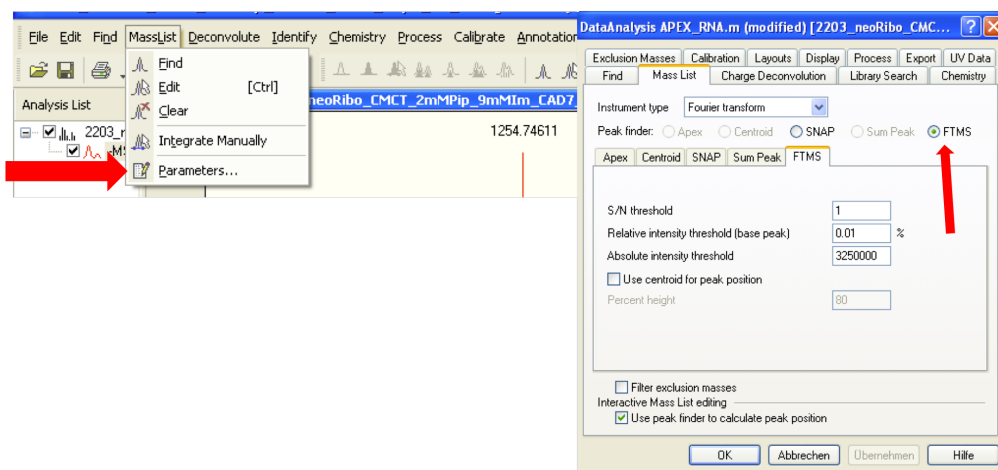 File Edit Find MassList Deconvolute Identify Chemistry Process Calibrate Annotation
Find
Edit [Ctrl]
Clear
Integrate Manually
Parameters...
Analysis List
neoRibo_CMCT_2mMPip_9mMIm_CAD7
2203_r
-MS
1254.74611
DataAnalysis APEX_RNA.m (modified) [2203_neoRibo_CMC...
Exclusion Masses Calibration Layouts Display Process Export UV Data
Find Mass List Charge Deconvolution Library Search Chemistry
Instrument type Fourier transform
Peak finder: Apex Centroid SNAP Sum Peak FTMS
Apex Centroid SNAP Sum Peak FTMS
S/N threshold 1
Relative intensity threshold (base peak) 0.01 %
Absolute intensity threshold 3250000
Use centroid for peak position
Percent height 80
Filter exclusion masses
Interactive Mass List editing
Use peak finder to calculate peak position
OK Abbrechen Übernehmen Hilfe